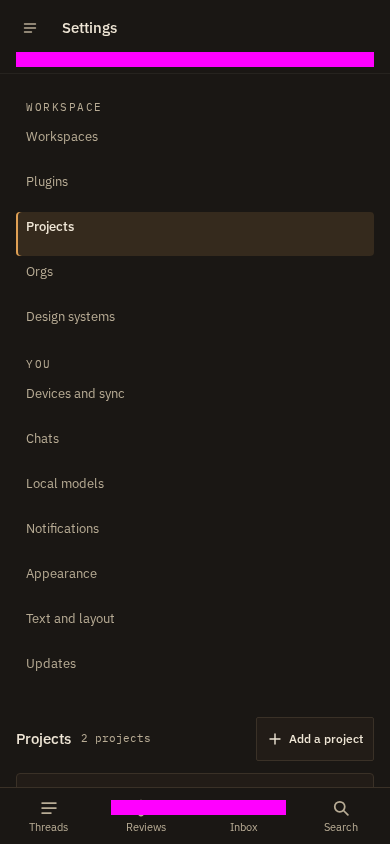 Settings
WORKSPACE
Workspaces
Plugins
Projects
Orgs
Design systems
YOU
Devices and sync
Chats
Local models
Notifications
Appearance
Text and layout
Updates
Projects 2 projects
Add a project
Threads Reviews Inbox Search